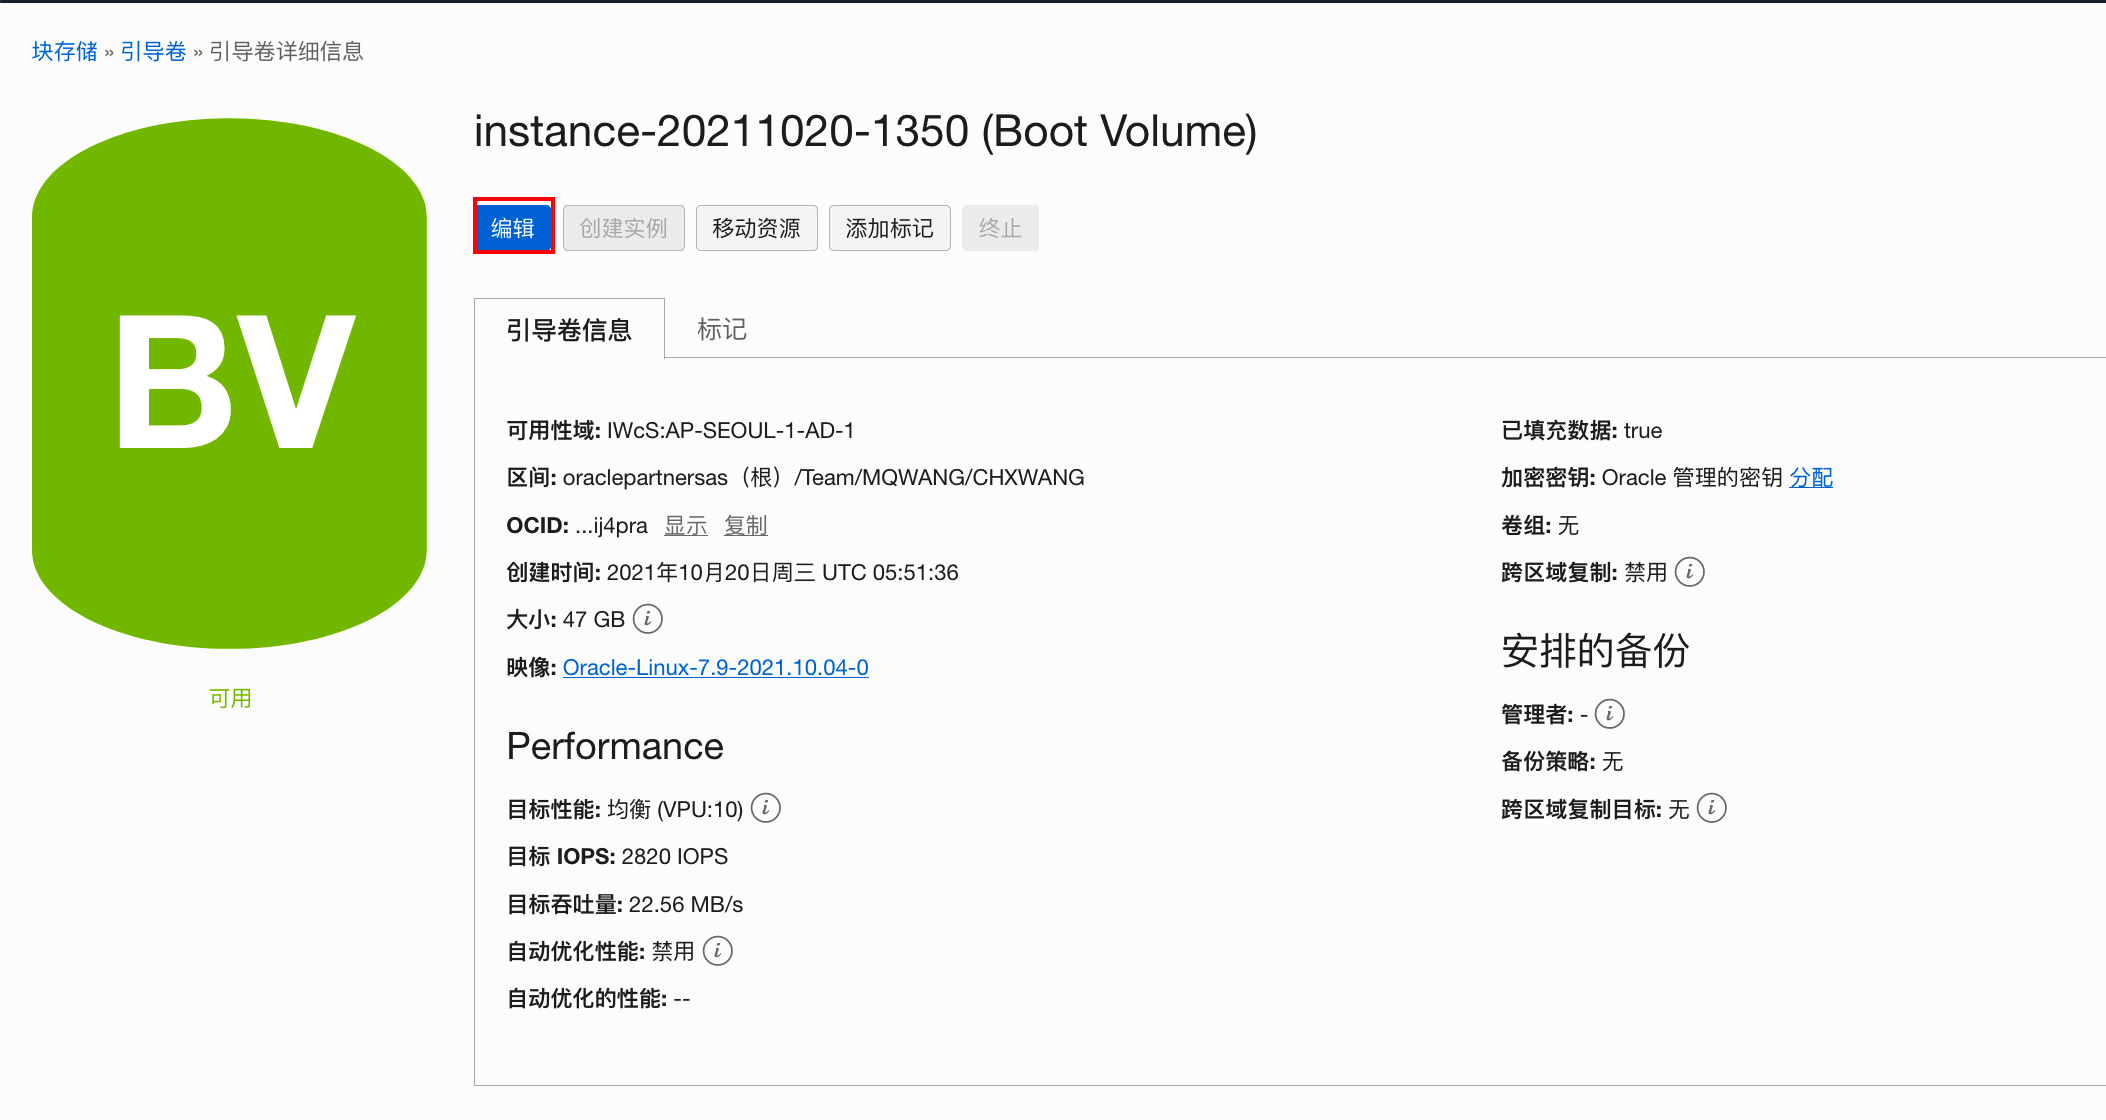 块存储 » 引导卷 » 引导卷详细信息
BV
可用
instance-20211020-1350 (Boot Volume)
编辑 创建实例 移动资源 添加标记 终止
引导卷信息 标记
可用性域: IWcS:AP-SEOUL-1-AD-1
区间: oraclepartnersas（根）/Team/MQWANG/CHXWANG
OCID: ...ij4pra 显示 复制
创建时间: 2021年10月20日周三 UTC 05:51:36
大小: 47 GB
映像: Oracle-Linux-7.9-2021.10.04-0
Performance
目标性能: 均衡 (VPU:10)
目标 IOPS: 2820 IOPS
目标吞吐量: 22.56 MB/s
自动优化性能: 禁用
自动优化的性能: --
已填充数据: true
加密密钥: Oracle 管理的密钥 分配
卷组: 无
跨区域复制: 禁用
安排的备份
管理者: -
备份策略: 无
跨区域复制目标: 无